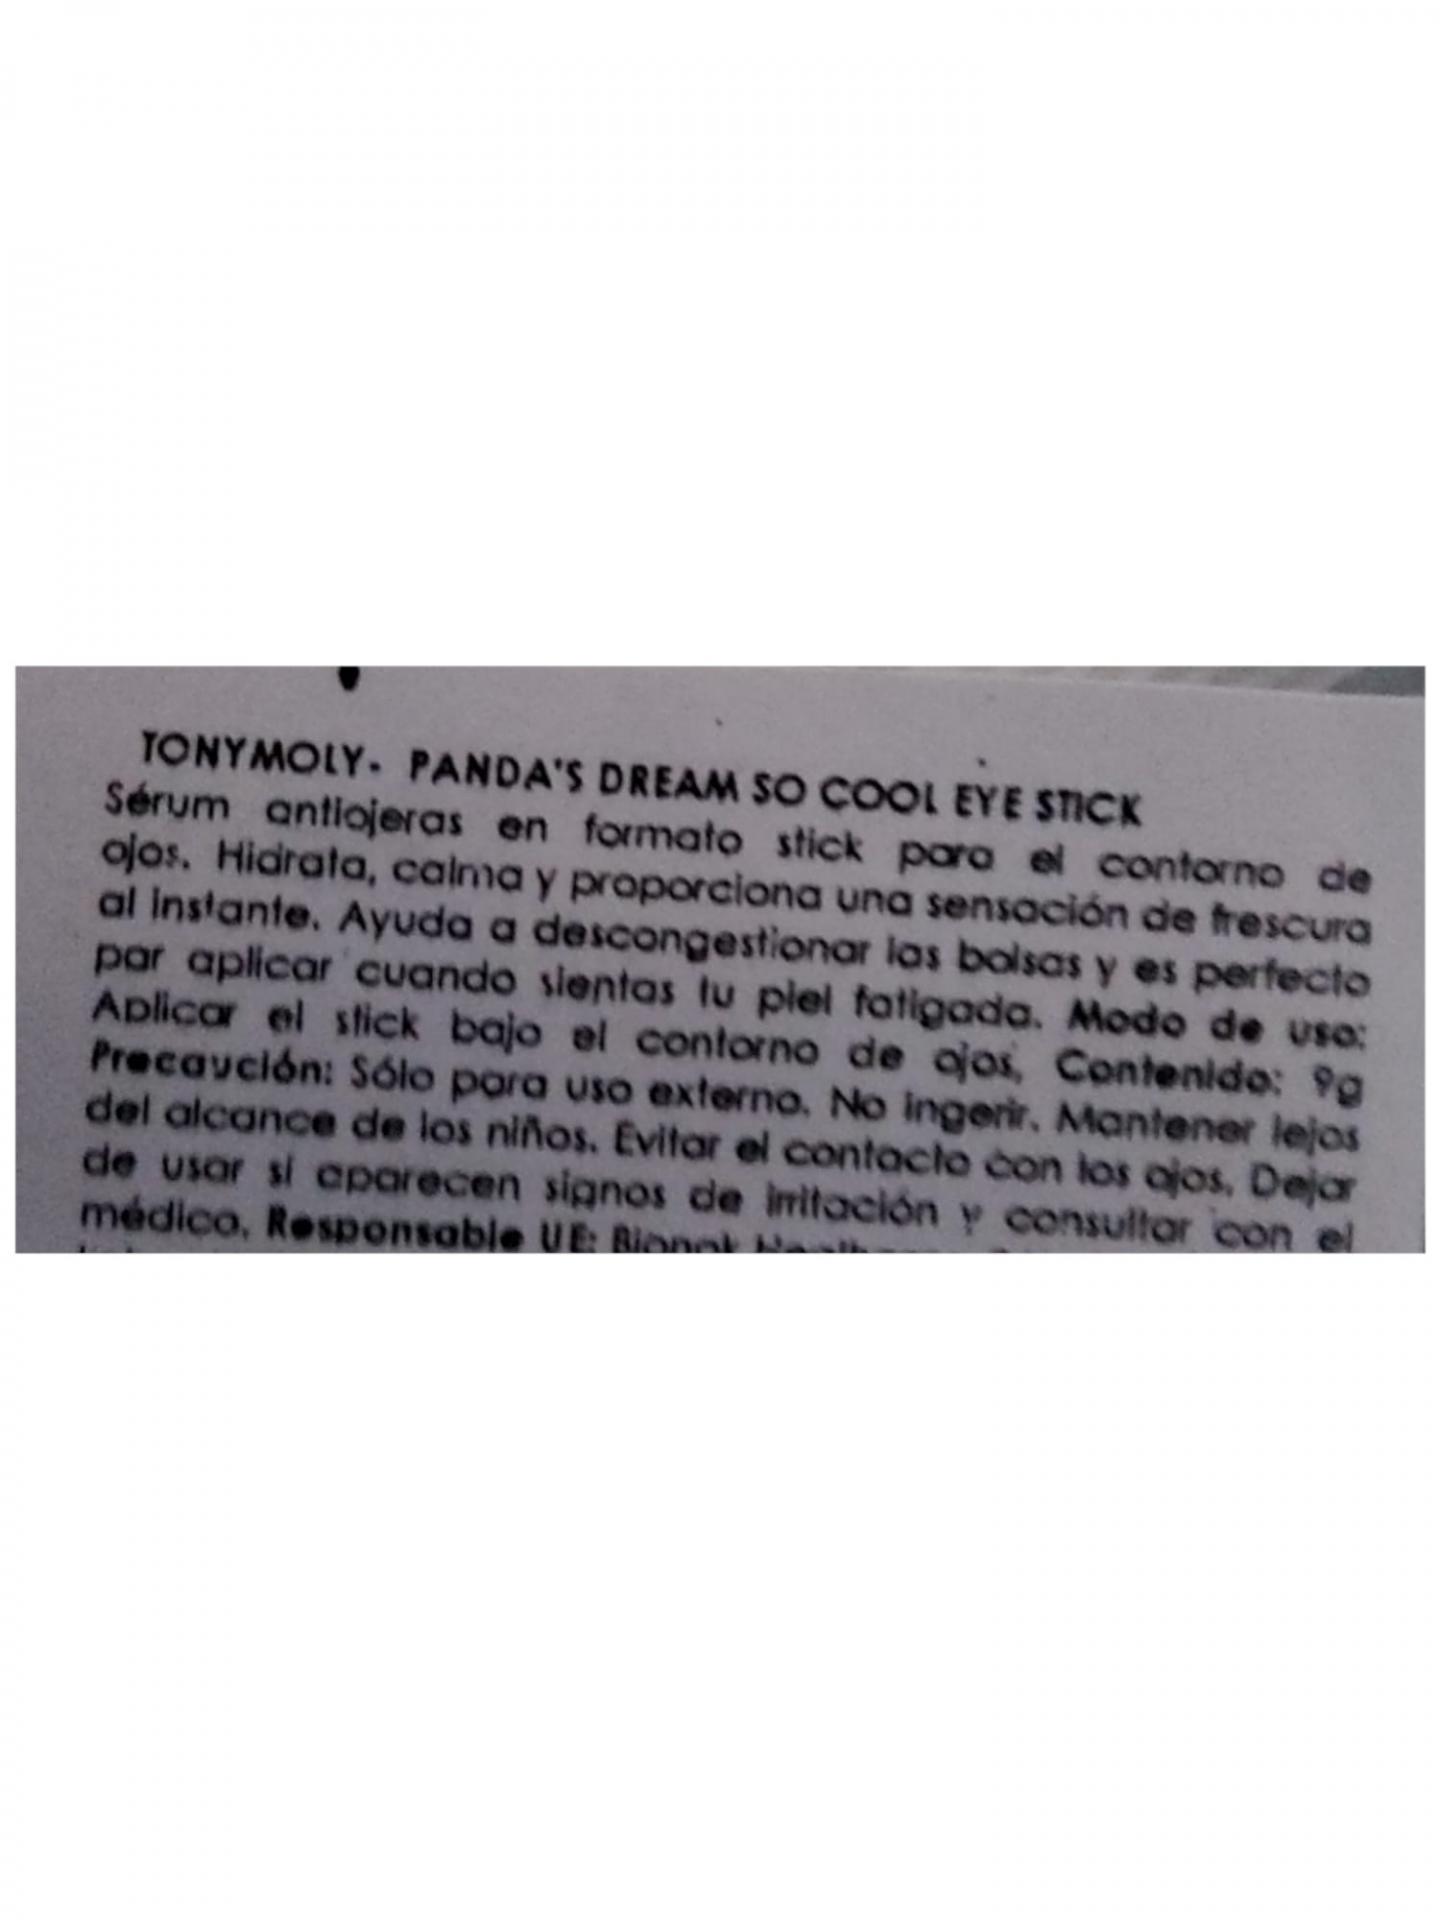 TONYMOLY- PANDA'S DREAM SO COOL EYE STICK
Sérum antiojeras en formato stick para el contorno de
ojos. Hidrata, calma y proporciona una sensación de frescura
al instante. Ayuda a descongestionar las bolsas y es perfecto
par aplicar cuando sientas tu piel fatigada. Modo de uso:
Aplicar el stick bajo el contorno de ojos. Contenido: 9g
Precaución: Sólo para uso externo. No ingerir. Mantener lejos
del alcance de los niños. Evitar el contacto con los ojos. Dejar
de usar si aparecen signos de irritación y consultar con el
médico. Responsable UE: